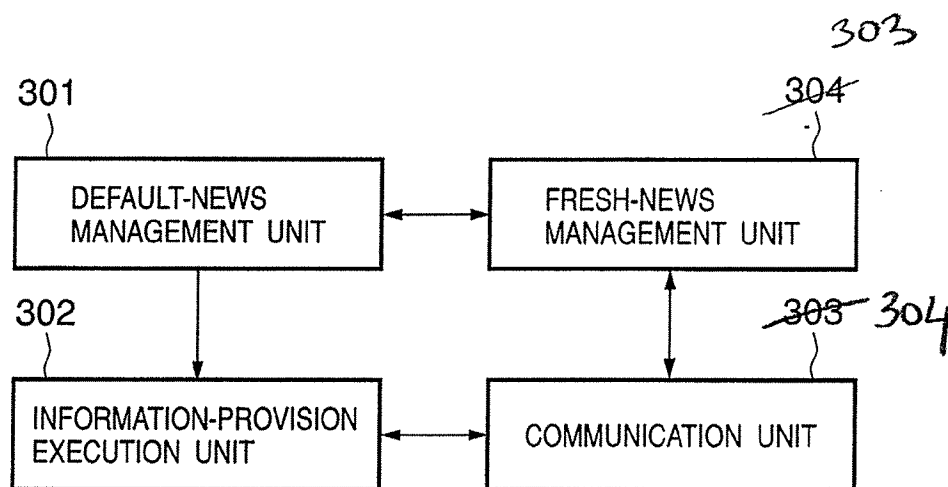 303
301
304
DEFAULT-NEWS
MANAGEMENT UNIT
FRESH-NEWS
MANAGEMENT UNIT
302
303 304
INFORMATION-PROVISION
EXECUTION UNIT
COMMUNICATION UNIT